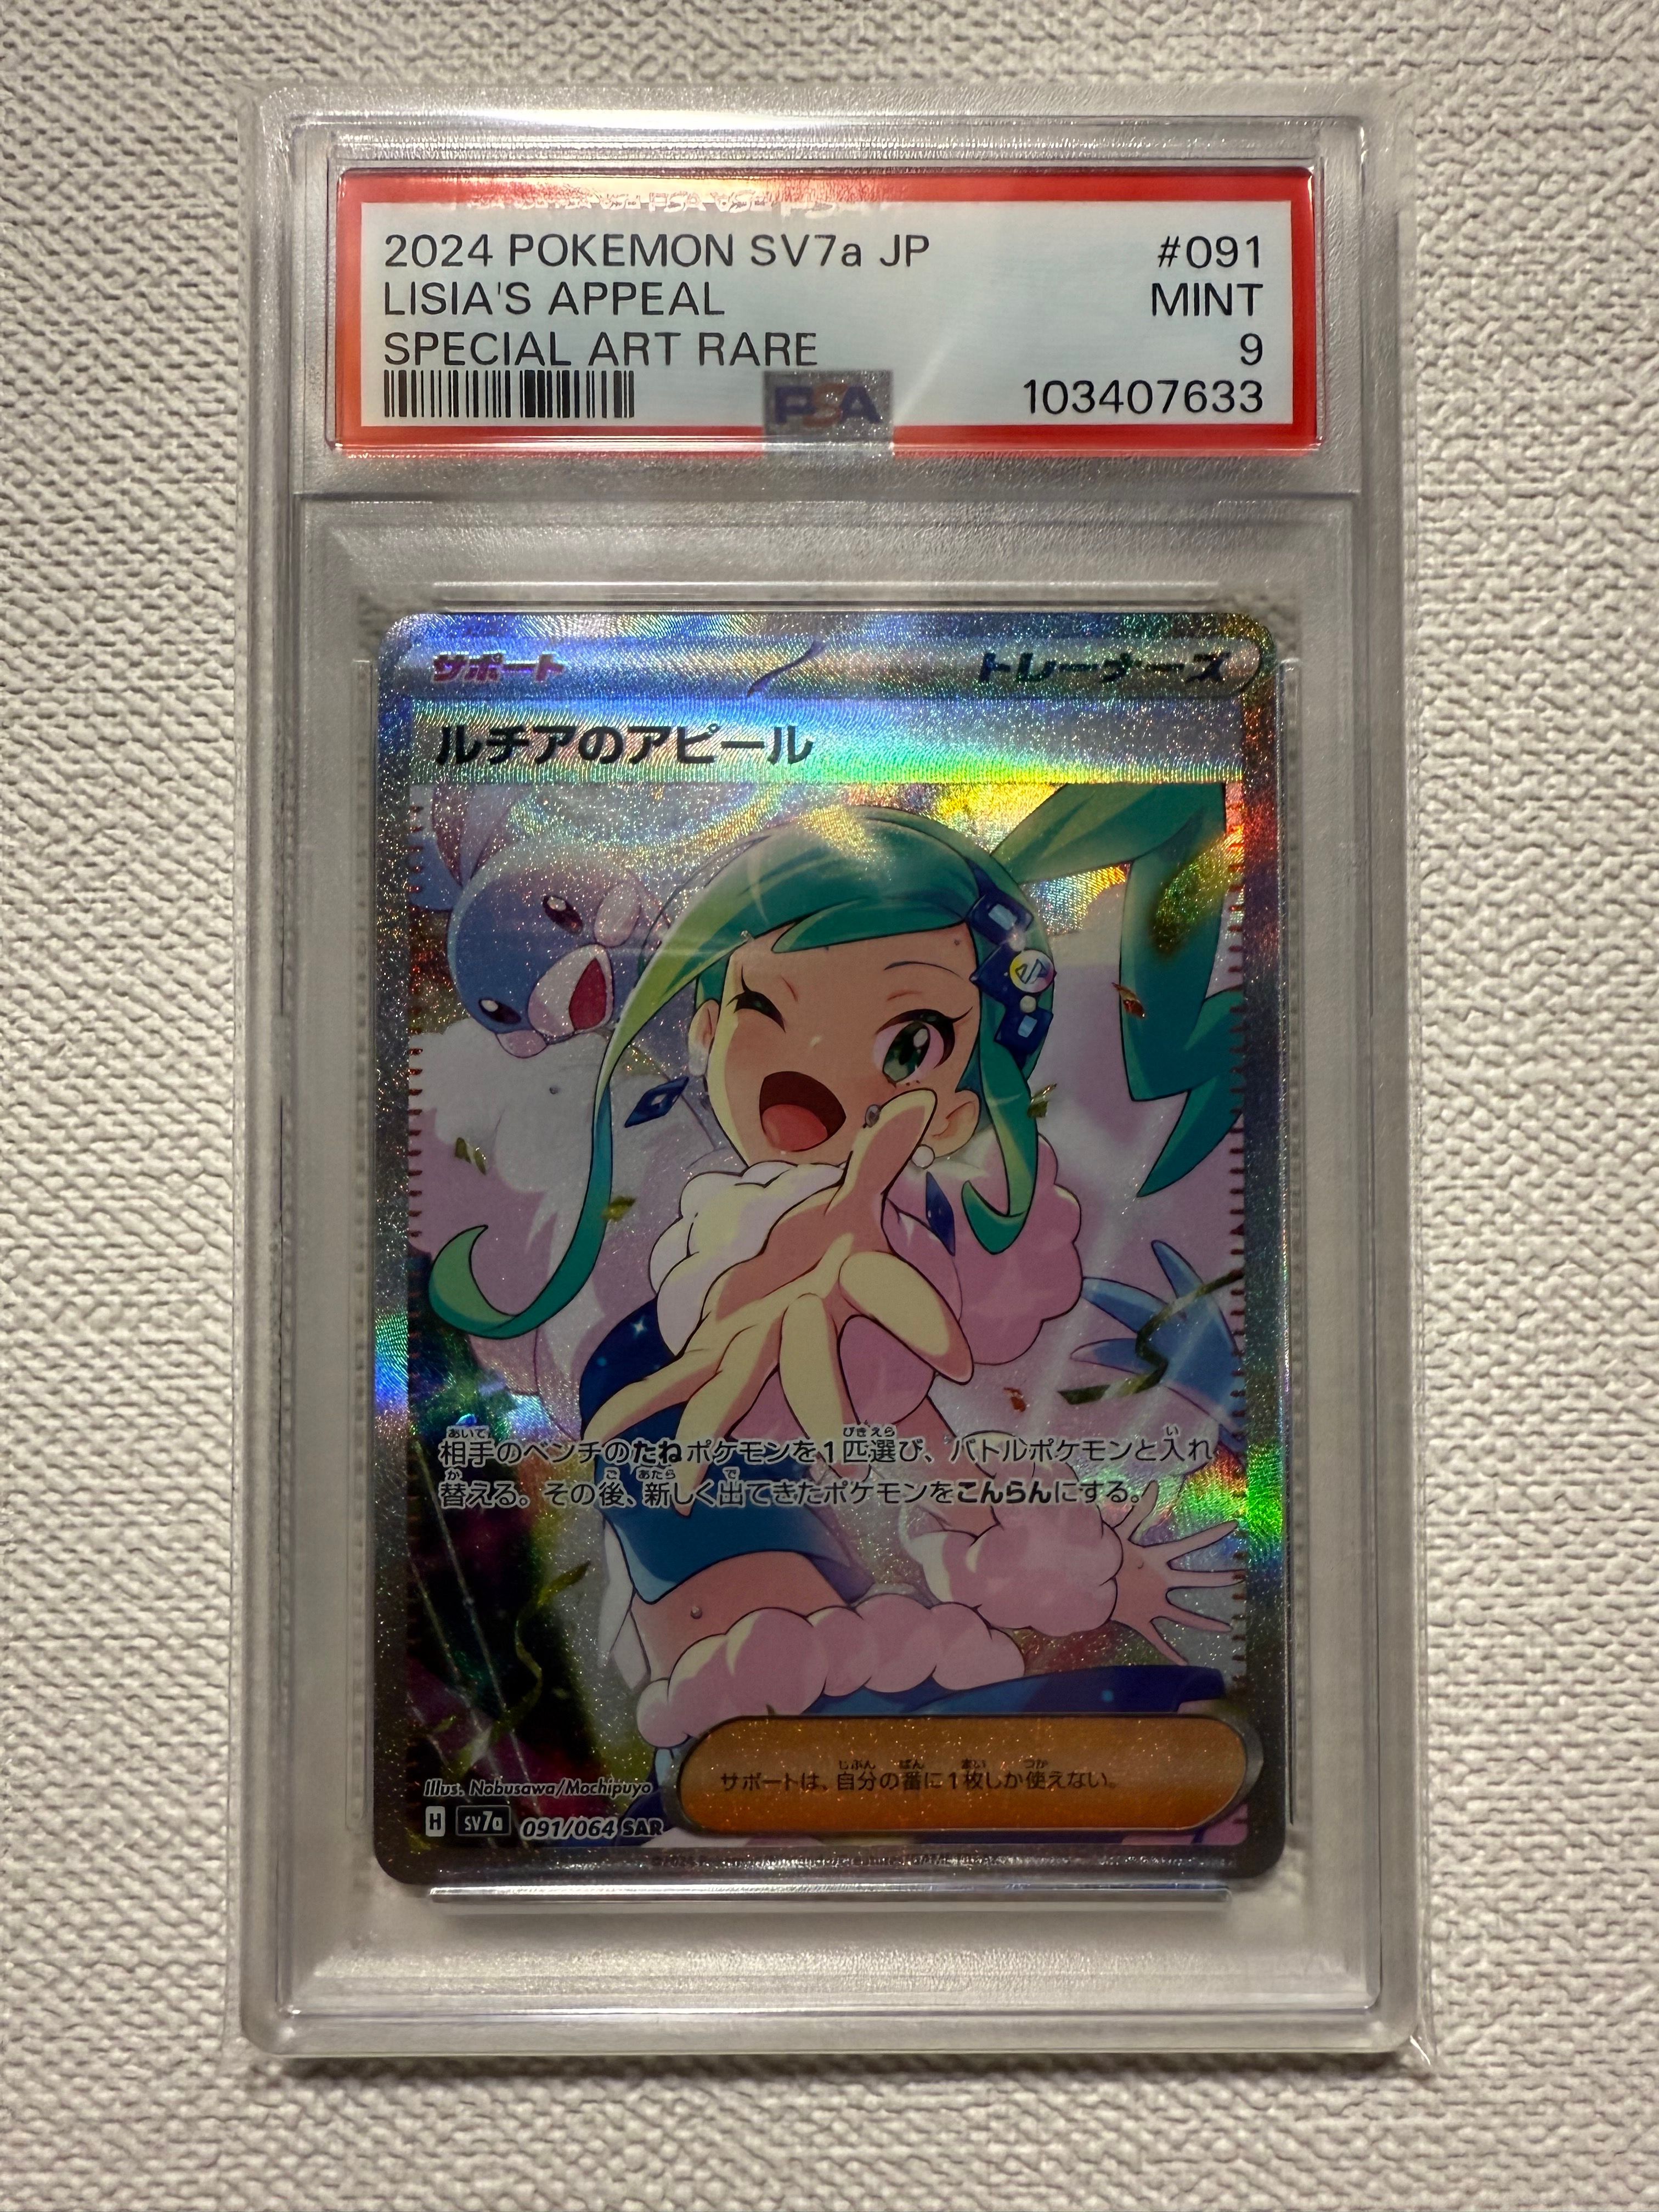 2024 POKEMON SV7a JP #091
LISIA'S APPEAL MINT
SPECIAL ART RARE 9
PSA 103407633
サポート トレーナーズ
ルチアのアピール
相手のベンチのたねポケモンを1匹選び、バトルポケモンと入れ
替える。その後、新しく出てきたポケモンをこんらんにする。
サポートは、自分の番に1枚しか使えない。
Illus. Nobusawa/Mochipuyo
H SV7a 091/064 SAR